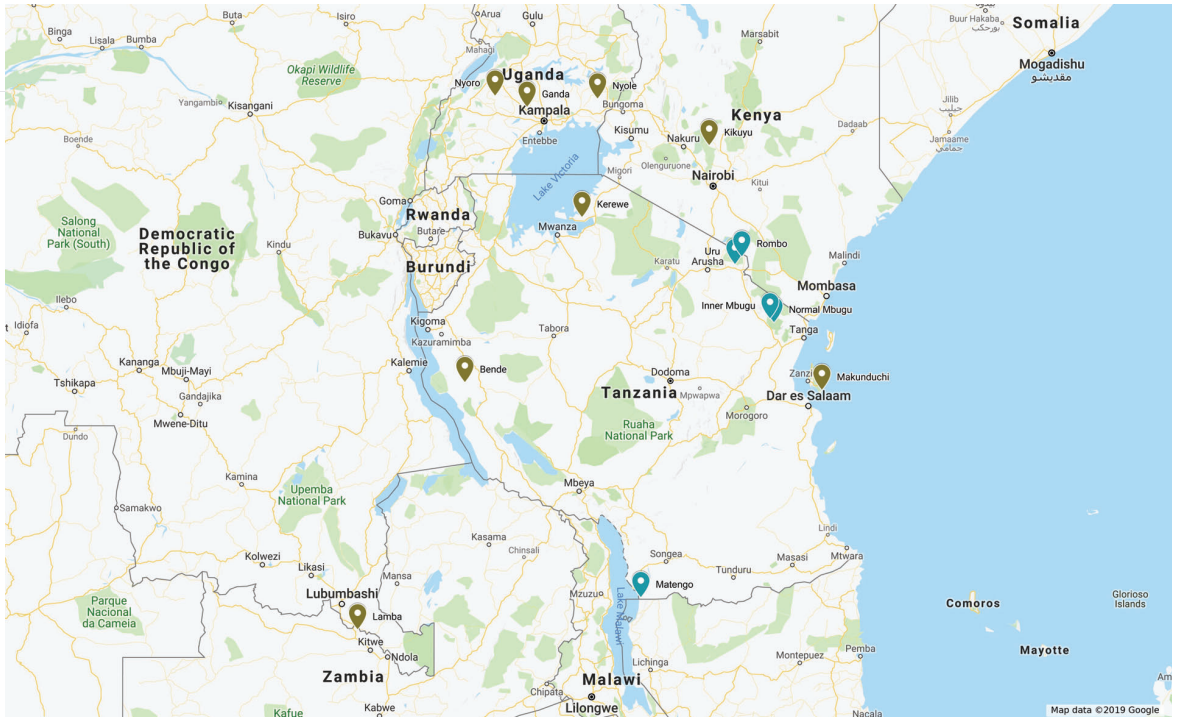 Binga
Lisala
Bumba
Buta
Isiro
Arua
Gulu
Mahagi
Marsabit
Somalia
Buur Hakaba
Mogadishu
مقديشو
Okapi Wildlife
Reserve
Nyoro
Uganda
Ganda
Nyole
Yangambi
Kisangani
Kampala
Bungoma
Kenya
Jilib
جيليب
Boende
Entebbe
Kisumu
Nakuru
Kikuyu
Dadaab
Jamaame
جمامي
Lake Victoria
Olenguruone
Migori
Nairobi
Kitui
Goma
Rwanda
Kerewe
Salong
National
Park (South)
Democratic
Republic of
the Congo
Kindu
Bukavu
Butare
Mwanza
Uru
Rombo
Arusha
Karatu
Malindi
Burundi
Mombasa
Ilebo
Inner Mbugu
Normal Mbugu
Idiofa
Kigoma
Kazuramimba
Tabora
Tanga
Kananga
Mbuji-Mayi
Kalemie
Bende
Dodoma
Zanzi
Makunduchi
Tshikapa
Gandajika
Tanzania
Mpwapwa
Dar es Salaam
Mwene-Ditu
Morogoro
Dundo
Ruaha
National Park
Kamina
Upemba
National Park
Mbeya
Samakwo
Kasama
Lindi
Chinsali
Kolwezi
Likasi
Mansa
Songea
Tunduru
Masasi
Mtwara
Matengo
Lubumbashi
Mzuzu
Lake Malawi
Parque
Nacional
da Cameia
Lamba
Comoros
Glorioso
Islands
Kitwe
Ndola
Lichinga
Montepuez
Pemba
Mayotte
Zambia
Malawi
Chipata
Lilongwe
Kafue
Kabwe
Nacala
Am
Map data ©2019 Google